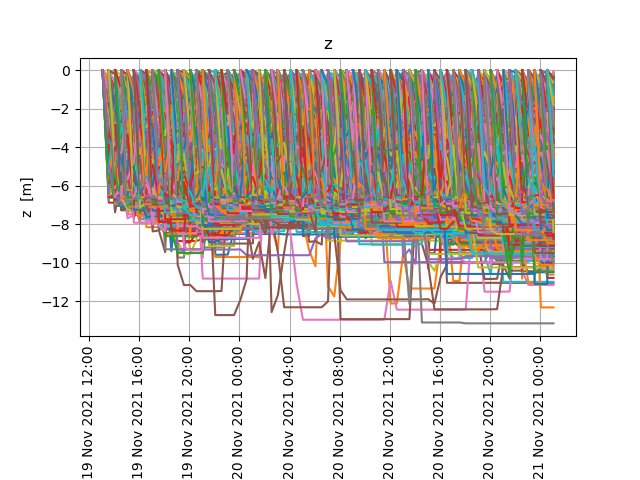 z
0
−2
−4
−6
−8
−10
−12
z [m]
19 Nov 2021 12:00
19 Nov 2021 16:00
19 Nov 2021 20:00
20 Nov 2021 00:00
20 Nov 2021 04:00
20 Nov 2021 08:00
20 Nov 2021 12:00
20 Nov 2021 16:00
20 Nov 2021 20:00
21 Nov 2021 00:00